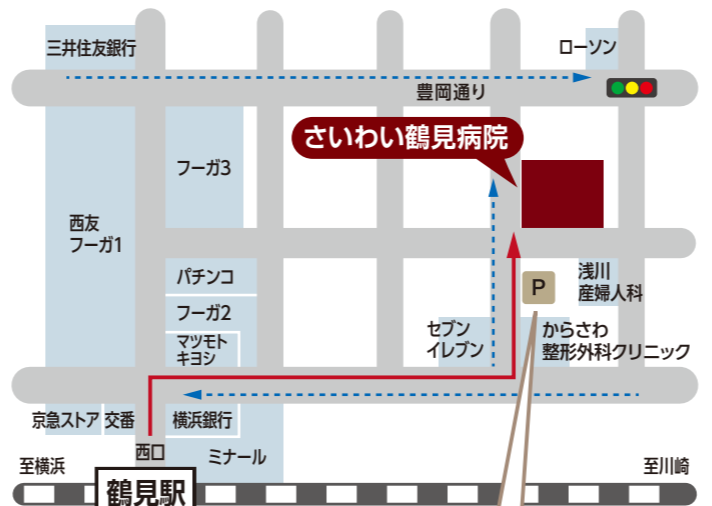 三井住友銀行
ローソン
豊岡通り
さいわい鶴見病院
フーガ3
西友
フーガ1
パチンコ
フーガ2
マツモト
キヨシ
浅川
産婦人科
P
セブン
イレブン
からさわ
整形外科クリニック
京急ストア
交番
横浜銀行
西口
ミナール
至横浜
至川崎
鶴見駅